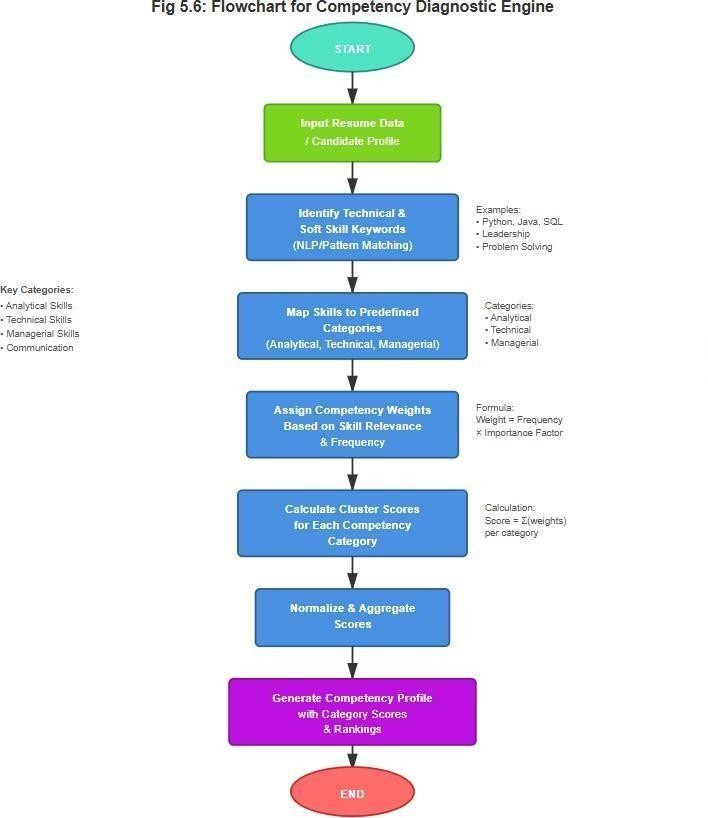 Fig 5.6: Flowchart for Competency Diagnostic Engine
START
Input Resume Data
/ Candidate Profile
Identify Technical &
Soft Skill Keywords
(NLP/Pattern Matching)
Examples:
• Python, Java, SQL
• Leadership
• Problem Solving
Key Categories:
• Analytical Skills
• Technical Skills
• Managerial Skills
• Communication
Map Skills to Predefined
Categories
(Analytical, Technical, Managerial)
Categories:
• Analytical
• Technical
• Managerial
Assign Competency Weights
Based on Skill Relevance
& Frequency
Formula:
Weight = Frequency
× Importance Factor
Calculate Cluster Scores
for Each Competency
Category
Calculation:
Score = Σ(weights)
per category
Normalize & Aggregate
Scores
Generate Competency Profile
with Category Scores
& Rankings
END